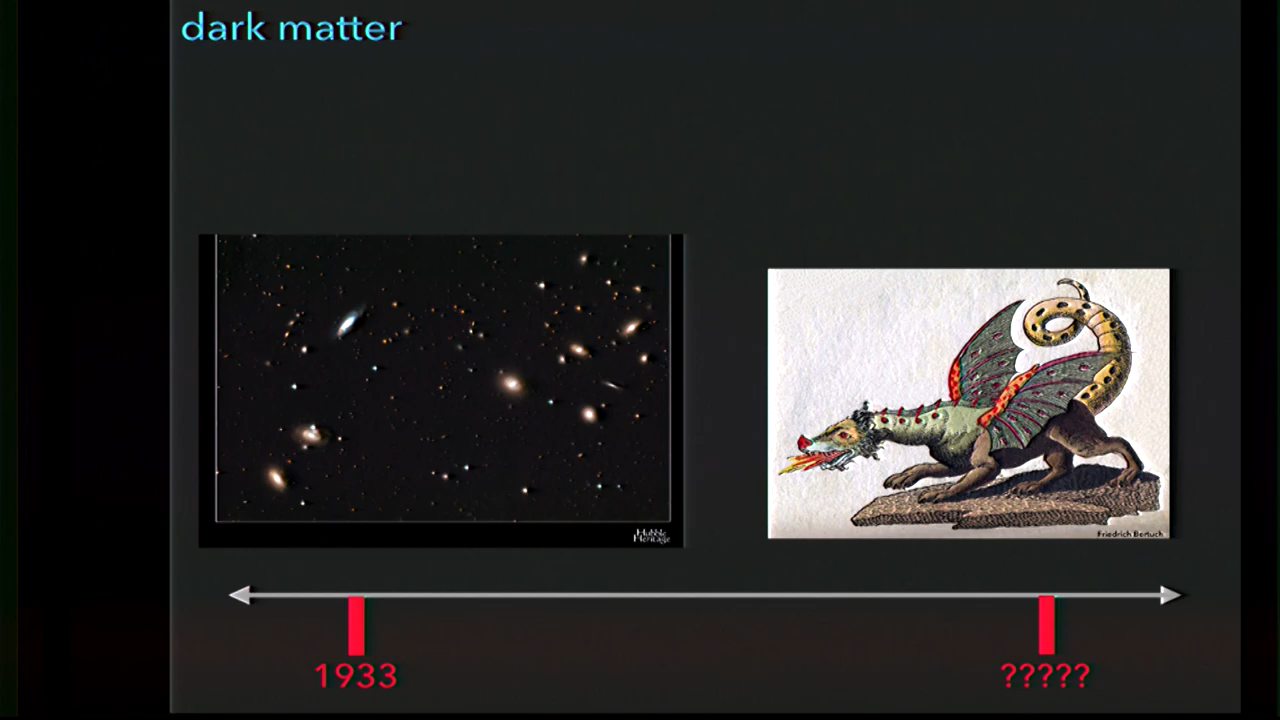 dark matter
Hubble
Heritage
Friedrich Bertuch
1933
?????